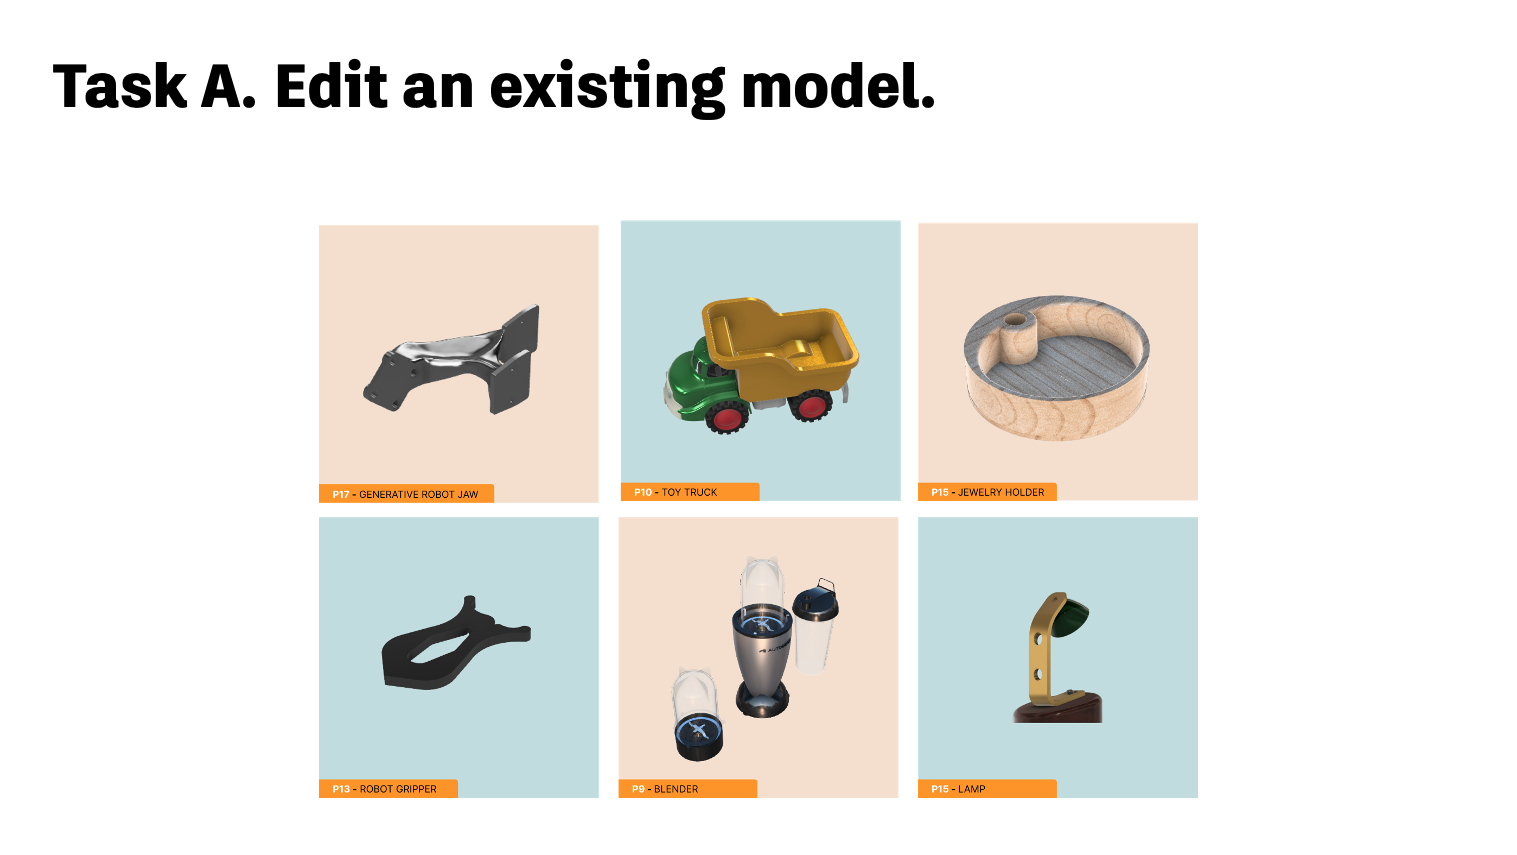 Task A. Edit an existing model.
P17 - GENERATIVE ROBOT JAW
P10 - TOY TRUCK
P15 - JEWELRY HOLDER
P13 - ROBOT GRIPPER
P9 - BLENDER
P15 - LAMP